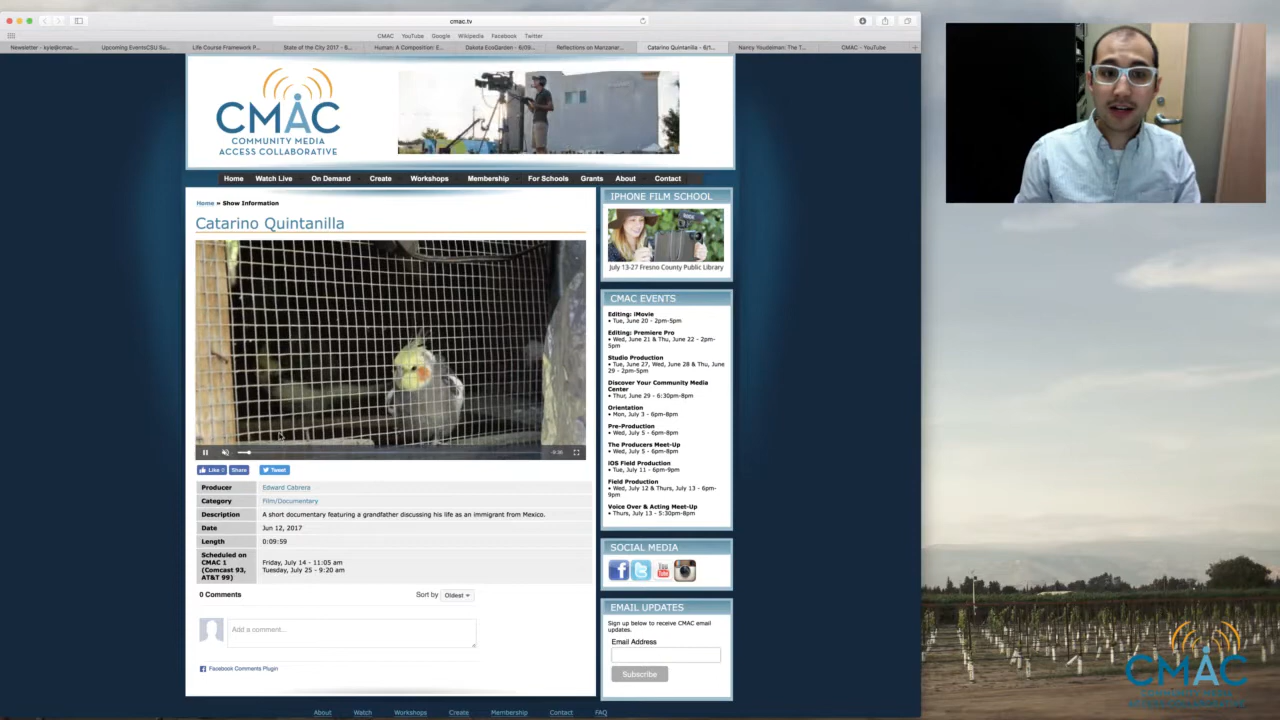 cmac.tv
CMAC YouTube Google Wikipedia Facebook Twitter
Newsletter - kyle@cmac....
Upcoming EventsCSU Su...
Life Course Framework P...
State of the City 2017 - 6...
Human: A Composition: E...
Dakota EcoGarden - 6/09...
Reflections on Manzanar...
Catarino Quintanilla - 6/1...
Nancy Youdelman: The T...
CMAC - YouTube
CMAC
COMMUNITY MEDIA
ACCESS COLLABORATIVE
Home Watch Live On Demand Create Workshops Membership For Schools Grants About Contact
Home » Show Information
Catarino Quintanilla
-9:36
Like 0 Share Tweet
Producer Edward Cabrera
Category Film/Documentary
Description A short documentary featuring a grandfather discussing his life as an immigrant from Mexico.
Date Jun 12, 2017
Length 0:09:59
Scheduled on
CMAC 1
(Comcast 93,
AT&T 99)
Friday, July 14 - 11:05 am
Tuesday, July 25 - 9:20 am
0 Comments
Sort by Oldest
Add a comment...
Facebook Comments Plugin
IPHONE FILM SCHOOL
July 13-27 Fresno County Public Library
CMAC EVENTS
Editing: iMovie
• Tue, June 20 - 2pm-5pm
Editing: Premiere Pro
• Wed, June 21 & Thu, June 22 - 2pm-
5pm
Studio Production
• Tue, June 27, Wed, June 28 & Thu, June
29 - 2pm-5pm
Discover Your Community Media
Center
• Thur, June 29 - 6:30pm-8pm
Orientation
• Mon, July 3 - 6pm-8pm
Pre-Production
• Wed, July 5 - 6pm-8pm
The Producers Meet-Up
• Wed, July 5 - 6pm-8pm
iOS Field Production
• Tue, July 11 - 6pm-9pm
Field Production
• Wed, July 12 & Thurs, July 13 - 6pm-
9pm
Voice Over & Acting Meet-Up
• Thurs, July 13 - 5:30pm-8pm
SOCIAL MEDIA
You
Tube
EMAIL UPDATES
Sign up below to receive CMAC email
updates.
Email Address
Subscribe
About Watch Workshops Create Membership Contact FAQ
CMAC
COMMUNITY MEDIA
ACCESS COLLABORATIVE